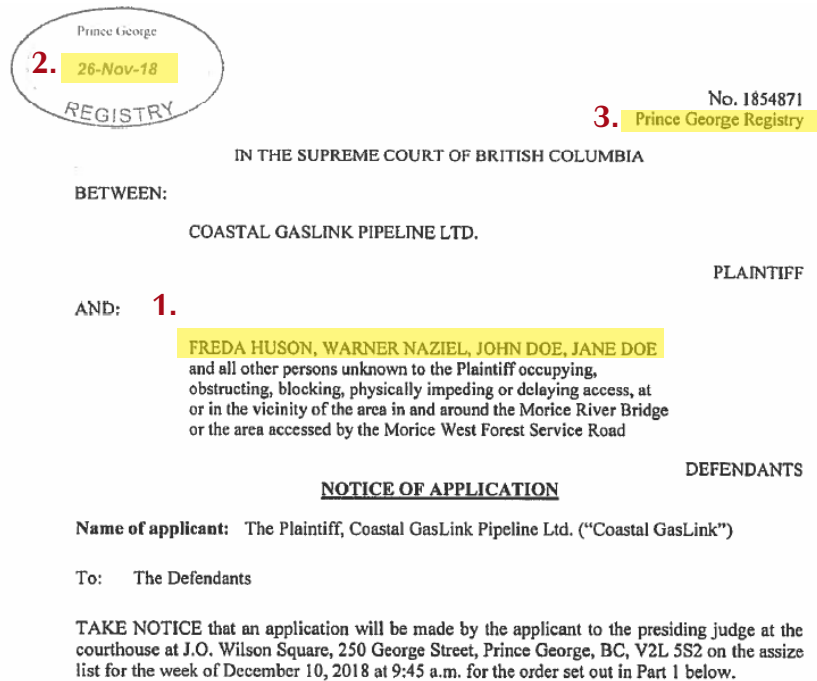 Prince George
2. 26-Nov-18
REGISTRY
No. 1854871
3. Prince George Registry
IN THE SUPREME COURT OF BRITISH COLUMBIA
BETWEEN:
COASTAL GASLINK PIPELINE LTD.
PLAINTIFF
AND: 1.
FREDA HUSON, WARNER NAZIEL, JOHN DOE, JANE DOE
and all other persons unknown to the Plaintiff occupying,
obstructing, blocking, physically impeding or delaying access, at
or in the vicinity of the area in and around the Morice River Bridge
or the area accessed by the Morice West Forest Service Road
DEFENDANTS
NOTICE OF APPLICATION
Name of applicant: The Plaintiff, Coastal GasLink Pipeline Ltd. (“Coastal GasLink”)
To: The Defendants
TAKE NOTICE that an application will be made by the applicant to the presiding judge at the
courthouse at J.O. Wilson Square, 250 George Street, Prince George, BC, V2L 5S2 on the assize
list for the week of December 10, 2018 at 9:45 a.m. for the order set out in Part 1 below.